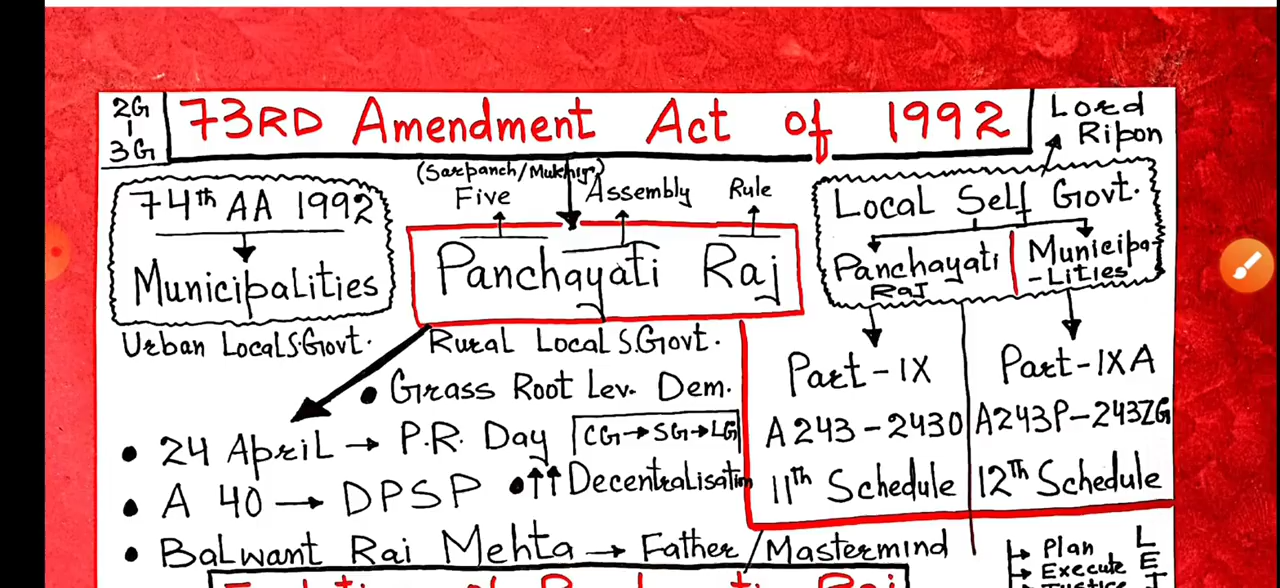 2G
|
3G
73RD Amendment Act of 1992
Lord
Ripon
74th AA 1992
Municipalities
Urban Local S.Govt.
(Sarpanch/Mukhiya)
Five Assembly Rule
Panchayati Raj
Rural Local S.Govt.
Local Self Govt.
Panchayati
Raj
Municipa-
-lities
Part-IX
A243-243O
11th Schedule
Part-IXA
A243P-243ZG
12th Schedule
• Grass Root Lev. Dem.
• 24 April → P.R. Day
CG→SG→LG
• A 40 → DPSP
• ↑↑ Decentralisation
• Balwant Rai Mehta → Father/Mastermind
Plan
Execute
L
E